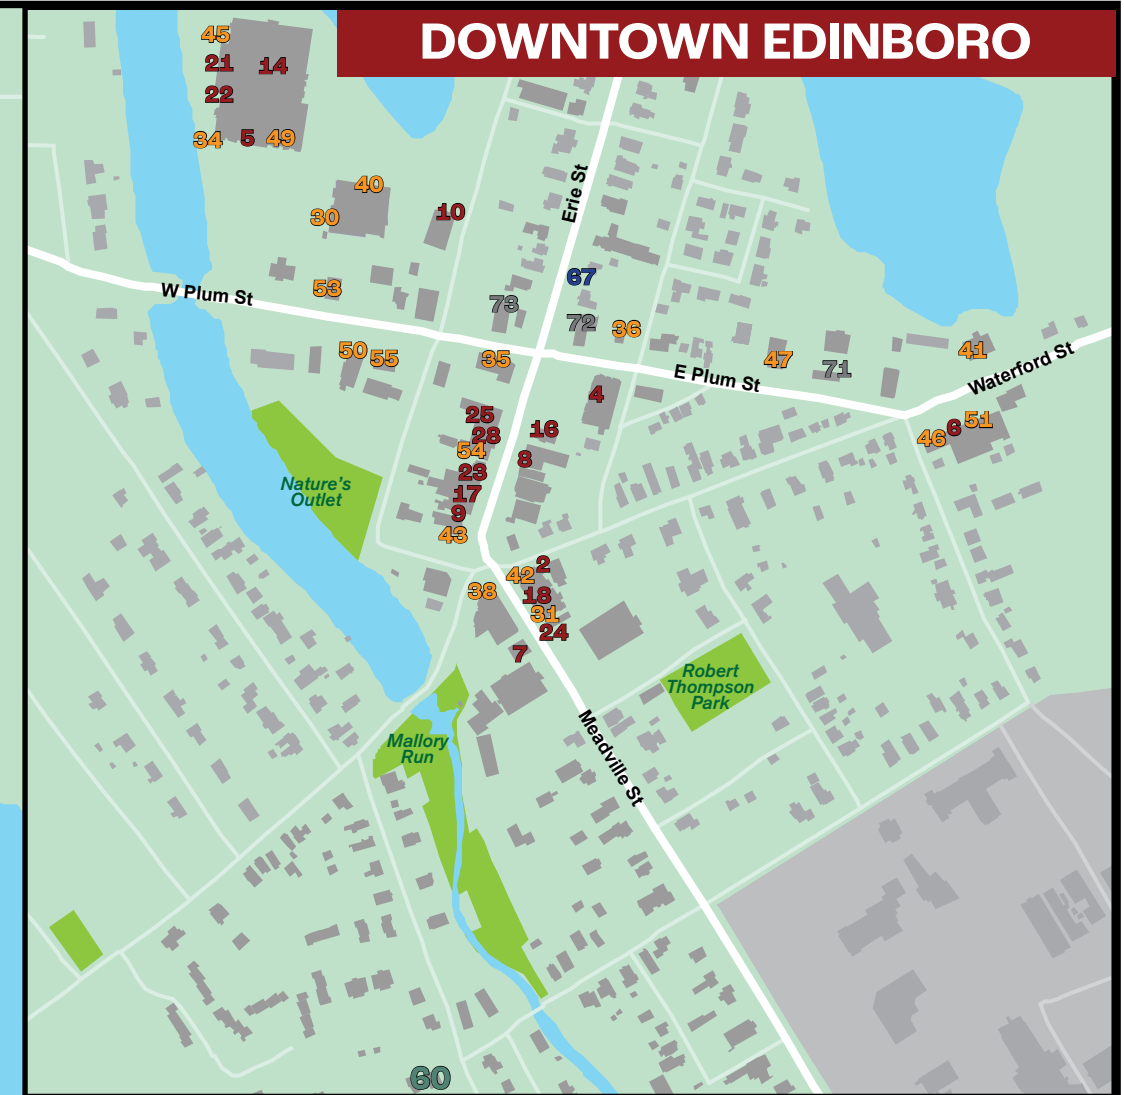 DOWNTOWN EDINBORO
45
21 14
22
34 5 49
40
30
10
Erie St
67
53
W Plum St
73
72
36
50
55
35
47
71
41
E Plum St
Waterford St
4
25
28
54
16
8
23
17
9
43
51
6
46
Nature's
Outlet
2
42
38
18
31
24
7
Robert
Thompson
Park
Mallory
Run
Meadville St
60